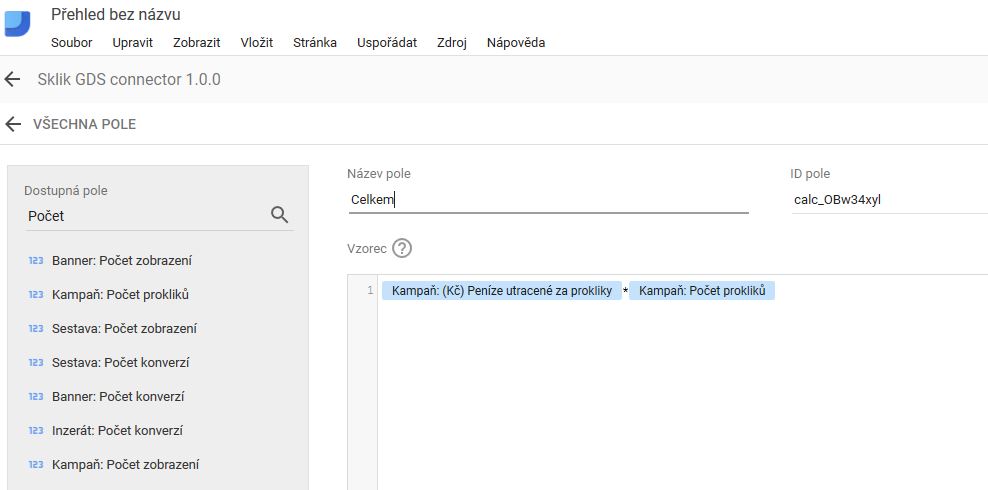 Přehled bez názvu
Soubor Upravit Zobrazit Vložit Stránka Uspořádat Zdroj Nápověda
Sklik GDS connector 1.0.0
VŠECHNA POLE
Dostupná pole
Počet
123 Banner: Počet zobrazení
123 Kampaň: Počet prokliků
123 Sestava: Počet zobrazení
123 Sestava: Počet konverzí
123 Banner: Počet konverzí
123 Inzerát: Počet konverzí
123 Kampaň: Počet zobrazení
Název pole
Celkem
ID pole
calc_OBw34xyl
Vzorec ?
1 Kampaň: (Kč) Peníze utracené za prokliky * Kampaň: Počet prokliků